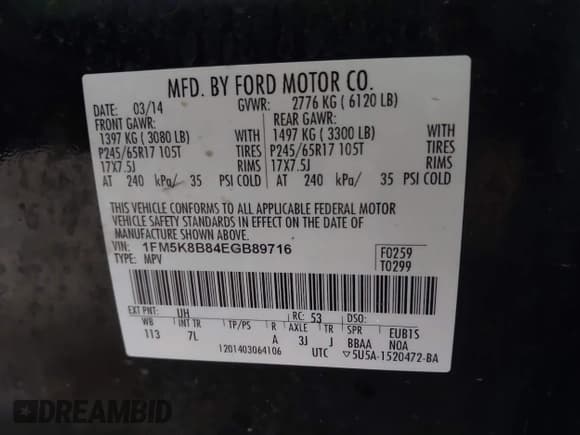 MFD. BY FORD MOTOR CO.
DATE: 03/14 GVWR: 2776 KG ( 6120 LB)
FRONT GAWR: REAR GAWR:
1397 KG ( 3080 LB) WITH 1497 KG ( 3300 LB) WITH
P245/65R17 105T TIRES P245/65R17 105T TIRES
17X7.5J RIMS 17X7.5J RIMS
AT 240 kPa/ 35 PSI COLD AT 240 kPa/ 35 PSI COLD
THIS VEHICLE CONFORMS TO ALL APPLICABLE FEDERAL MOTOR
VEHICLE SAFETY STANDARDS IN EFFECT ON THE DATE OF
MANUFACTURE SHOWN ABOVE.
VIN: 1FM5K8B84EGB89716 F0259
TYPE: MPV T0299
EXT PNT: UH RC: 53 DSO:
WB INT TR TP/PS R AXLE TR SPR EUB1S
113 7L A 3J J BBAA NOA
1201403064106 UTC ▽5U5A-1520472-BA
DREAMBID